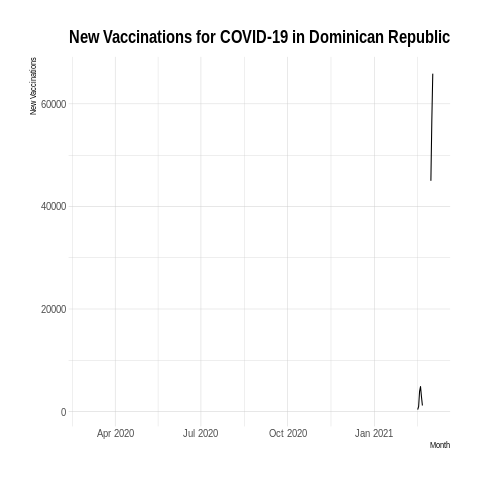 New Vaccinations for COVID-19 in Dominican Republic
New Vaccinations
60000
40000
20000
0
Apr 2020 Jul 2020 Oct 2020 Jan 2021
Month